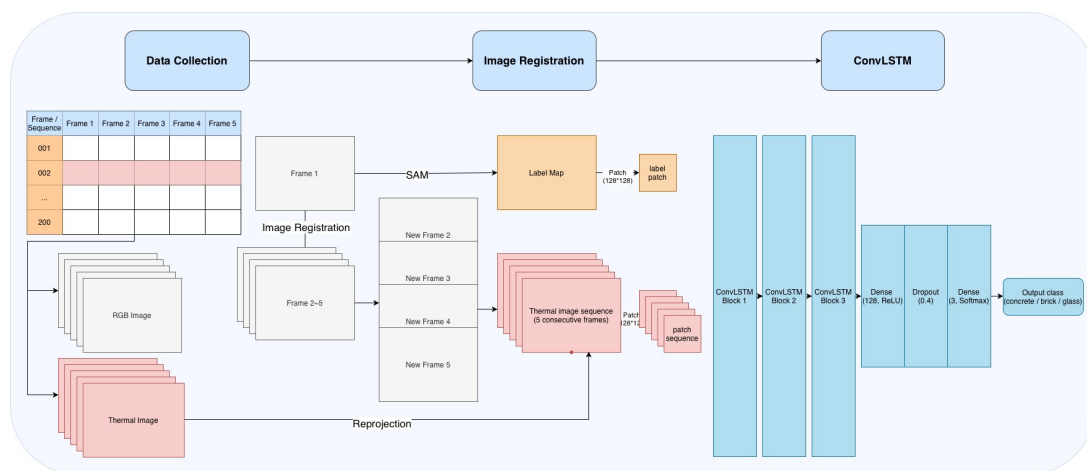 Data Collection
Image Registration
ConvLSTM
Frame /
Sequence
Frame 1
Frame 2
Frame 3
Frame 4
Frame 5
001
002
...
200
RGB Image
Thermal Image
Frame 1
SAM
Image Registration
Frame 2~5
New Frame 2
New Frame 3
New Frame 4
New Frame 5
Label Map
Patch
(128*128)
label
patch
Thermal image sequence
(5 consecutive frames)
Patch
patch
sequence
Reprojection
ConvLSTM
Block 1
ConvLSTM
Block 2
ConvLSTM
Block 3
Dense
(128, ReLU)
Dropout
(0.4)
Dense
(3, Softmax)
Output class
(concrete / brick / glass)